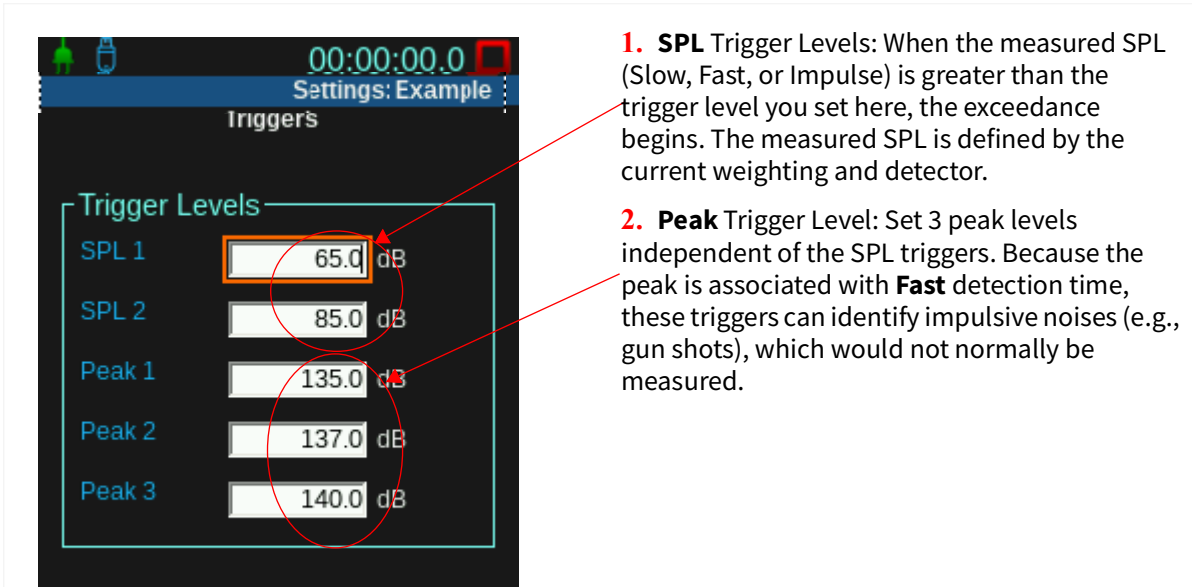 00:00:00.0
Settings: Example
Triggers
Trigger Levels
SPL 1 65.0 dB
SPL 2 85.0 dB
Peak 1 135.0 dB
Peak 2 137.0 dB
Peak 3 140.0 dB
1. SPL Trigger Levels: When the measured SPL
(Slow, Fast, or Impulse) is greater than the
trigger level you set here, the exceedance
begins. The measured SPL is defined by the
current weighting and detector.
2. Peak Trigger Level: Set 3 peak levels
independent of the SPL triggers. Because the
peak is associated with Fast detection time,
these triggers can identify impulsive noises (e.g.,
gun shots), which would not normally be
measured.